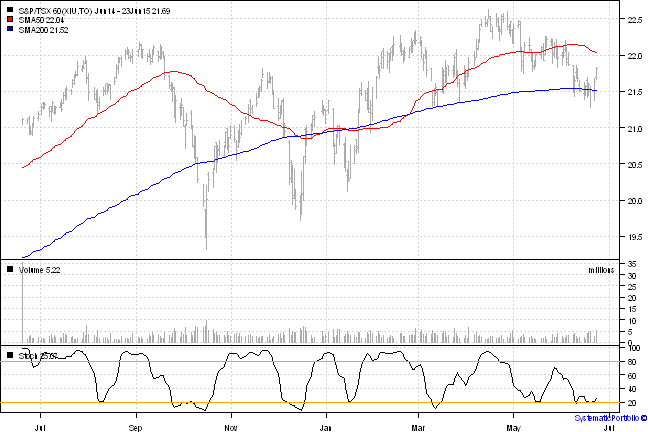 S&P/TSX 60(XIU.TO) Jun14 - 23Jun15 21.69
SMA50 22.04
SMA200 21.52
22.5
22.0
21.5
21.0
20.5
20.0
19.5
Volume 5.22
millions
35
30
25
20
15
10
5
0
Stoch
100
80
60
40
20
Jul
Sep
Nov
Jan
Mar
May
Jul
SystematicPortfolio ©